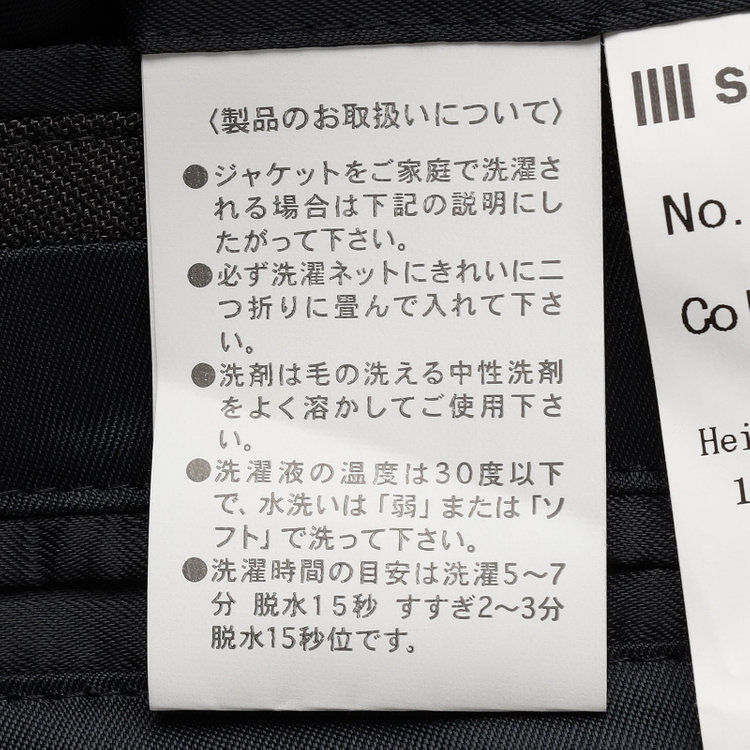 〈製品のお取扱いについて〉
●ジャケットをご家庭で洗濯さ
れる場合は下記の説明にし
たがって下さい。
●必ず洗濯ネットにきれいに二
つ折りに畳んで入れて下さ
い。
●洗剤は毛の洗える中性洗剤
をよく溶かしてご使用下さ
い。
●洗濯液の温度は30度以下
で、水洗いは「弱」または「ソ
フト」で洗って下さい。
●洗濯時間の目安は洗濯5〜7
分 脱水15秒 すすぎ2〜3分
脱水15秒位です。
No.